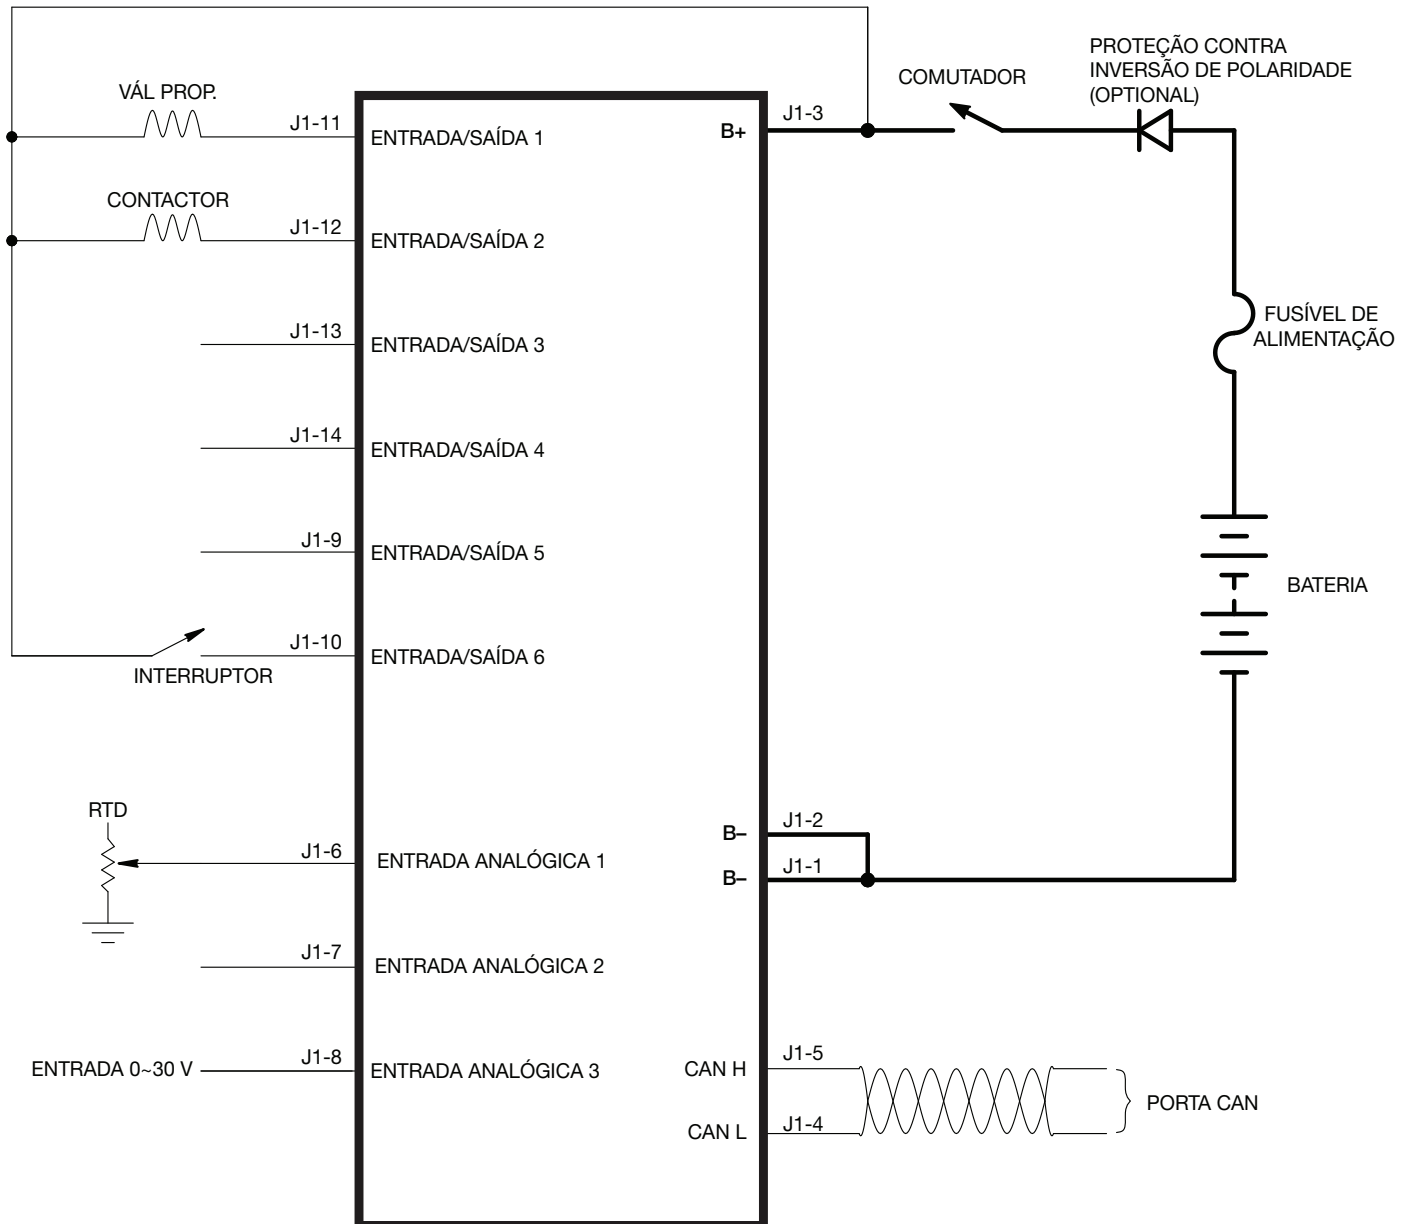 PROTEÇÃO CONTRA
INVERSÃO DE POLARIDADE
(OPTIONAL)
COMUTADOR
VÁL PROP.
J1-11
ENTRADA/SAÍDA 1
B+
J1-3
CONTACTOR
J1-12
ENTRADA/SAÍDA 2
J1-13
ENTRADA/SAÍDA 3
FUSÍVEL DE
ALIMENTAÇÃO
J1-14
ENTRADA/SAÍDA 4
J1-9
ENTRADA/SAÍDA 5
BATERIA
J1-10
ENTRADA/SAÍDA 6
INTERRUPTOR
RTD
J1-6
ENTRADA ANALÓGICA 1
B–
J1-2
B–
J1-1
J1-7
ENTRADA ANALÓGICA 2
ENTRADA 0~30 V
J1-8
ENTRADA ANALÓGICA 3
CAN H
J1-5
PORTA CAN
CAN L
J1-4